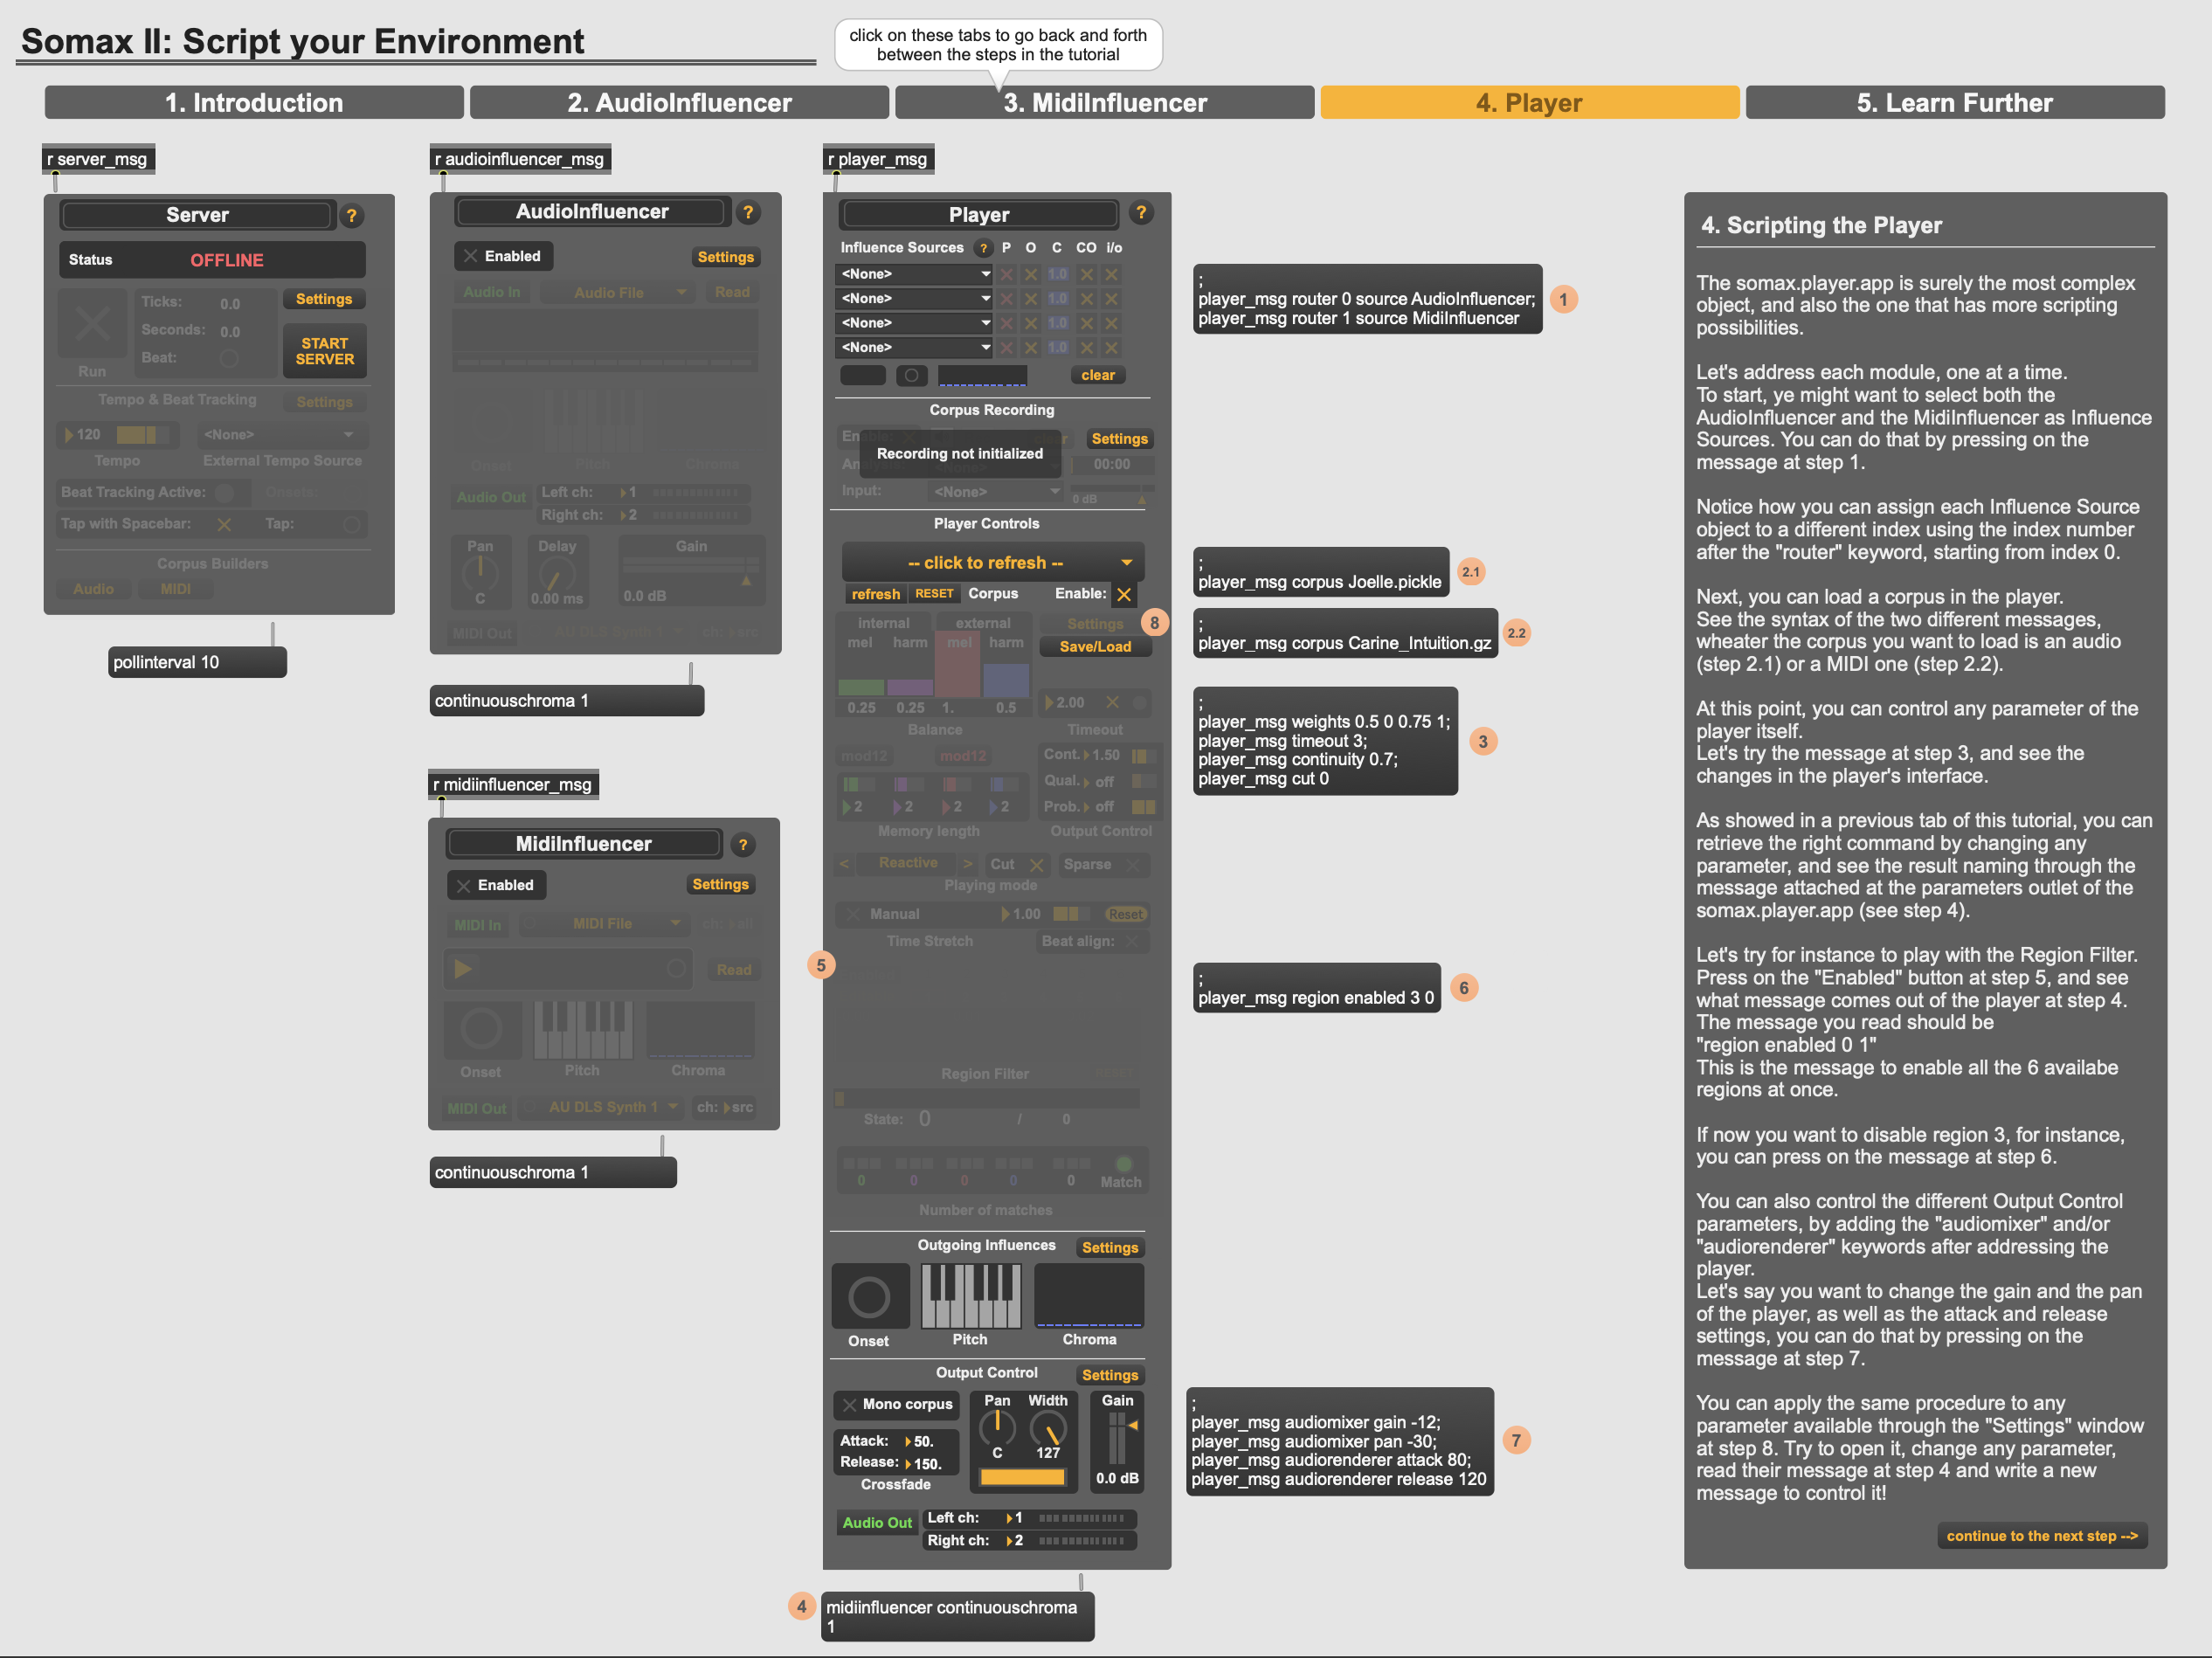 Somax II: Script your Environment
click on these tabs to go back and forth
between the steps in the tutorial
1. Introduction
2. AudioInfluencer
3. MidiInfluencer
4. Player
5. Learn Further
r server_msg
Server
?
Status
OFFLINE
Ticks:
0.0
Settings
Seconds:
0.0
START
SERVER
Beat:
Run
Tempo & Beat Tracking
Settings
120
<None>
Tempo
External Tempo Source
Beat Tracking Active:
Onsets:
Tap with Spacebar:
Tap:
Corpus Builders
Audio
MIDI
pollinterval 10
r audioinfluencer_msg
AudioInfluencer
?
Enabled
Settings
Audio In
Audio File
Read
Onset
Pitch
Chroma
Audio Out
Left ch:
1
Right ch:
2
Pan
Delay
Gain
C
0.00 ms
0.0 dB
MIDI Out
AU DLS Synth 1
ch:
src
continuouschroma 1
r midiinfluencer_msg
MidiInfluencer
?
Enabled
Settings
MIDI In
MIDI File
ch:
all
Read
Onset
Pitch
Chroma
MIDI Out
AU DLS Synth 1
ch:
src
continuouschroma 1
r player_msg
Player
?
Influence Sources
?
P
O
C
CO
i/o
<None>
1.0
<None>
1.0
<None>
1.0
<None>
1.0
clear
Corpus Recording
Settings
Recording not initialized
<None>
00:00
Input:
<None>
0 dB
Player Controls
-- click to refresh --
refresh
RESET
Corpus
Enable:
internal
external
Settings
mel
harm
mel
harm
Save/Load
0.25
0.25
1.
0.5
2.00
Balance
Timeout
mod12
mod12
Cont.
1.50
Qual.
off
2
2
2
2
Prob.
off
Memory length
Output Control
<
Reactive
>
Cut
Sparse
Playing mode
Manual
1.00
Reset
Time Stretch
Beat align:
5
Region Filter
State:
0
/
0
0
0
0
0
0
Match
Number of matches
Outgoing Influences
Settings
Onset
Pitch
Chroma
Output Control
Settings
Mono corpus
Pan
Width
Gain
Attack:
50.
Release:
150.
C
127
Crossfade
0.0 dB
Audio Out
Left ch:
1
Right ch:
2
4
midiinfluencer continuouschroma
1
;
player_msg router 0 source AudioInfluencer;
player_msg router 1 source MidiInfluencer
1
;
player_msg corpus Joelle.pickle
2.1
8
;
player_msg corpus Carine_Intuition.gz
2.2
;
player_msg weights 0.5 0 0.75 1;
player_msg timeout 3;
player_msg continuity 0.7;
player_msg cut 0
3
;
player_msg region enabled 3 0
6
;
player_msg audiomixer gain -12;
player_msg audiomixer pan -30;
player_msg audiorenderer attack 80;
player_msg audiorenderer release 120
7
4. Scripting the Player
The somax.player.app is surely the most complex
object, and also the one that has more scripting
possibilities.
Let's address each module, one at a time.
To start, ye might want to select both the
AudioInfluencer and the MidiInfluencer as Influence
Sources. You can do that by pressing on the
message at step 1.
Notice how you can assign each Influence Source
object to a different index using the index number
after the "router" keyword, starting from index 0.
Next, you can load a corpus in the player.
See the syntax of the two different messages,
wheater the corpus you want to load is an audio
(step 2.1) or a MIDI one (step 2.2).
At this point, you can control any parameter of the
player itself.
Let's try the message at step 3, and see the
changes in the player's interface.
As showed in a previous tab of this tutorial, you can
retrieve the right command by changing any
parameter, and see the result naming through the
message attached at the parameters outlet of the
somax.player.app (see step 4).
Let's try for instance to play with the Region Filter.
Press on the "Enabled" button at step 5, and see
what message comes out of the player at step 4.
The message you read should be
"region enabled 0 1"
This is the message to enable all the 6 availabe
regions at once.
If now you want to disable region 3, for instance,
you can press on the message at step 6.
You can also control the different Output Control
parameters, by adding the "audiomixer" and/or
"audiorenderer" keywords after addressing the
player.
Let's say you want to change the gain and the pan
of the player, as well as the attack and release
settings, you can do that by pressing on the
message at step 7.
You can apply the same procedure to any
parameter available through the "Settings" window
at step 8. Try to open it, change any parameter,
read their message at step 4 and write a new
message to control it!
continue to the next step -->